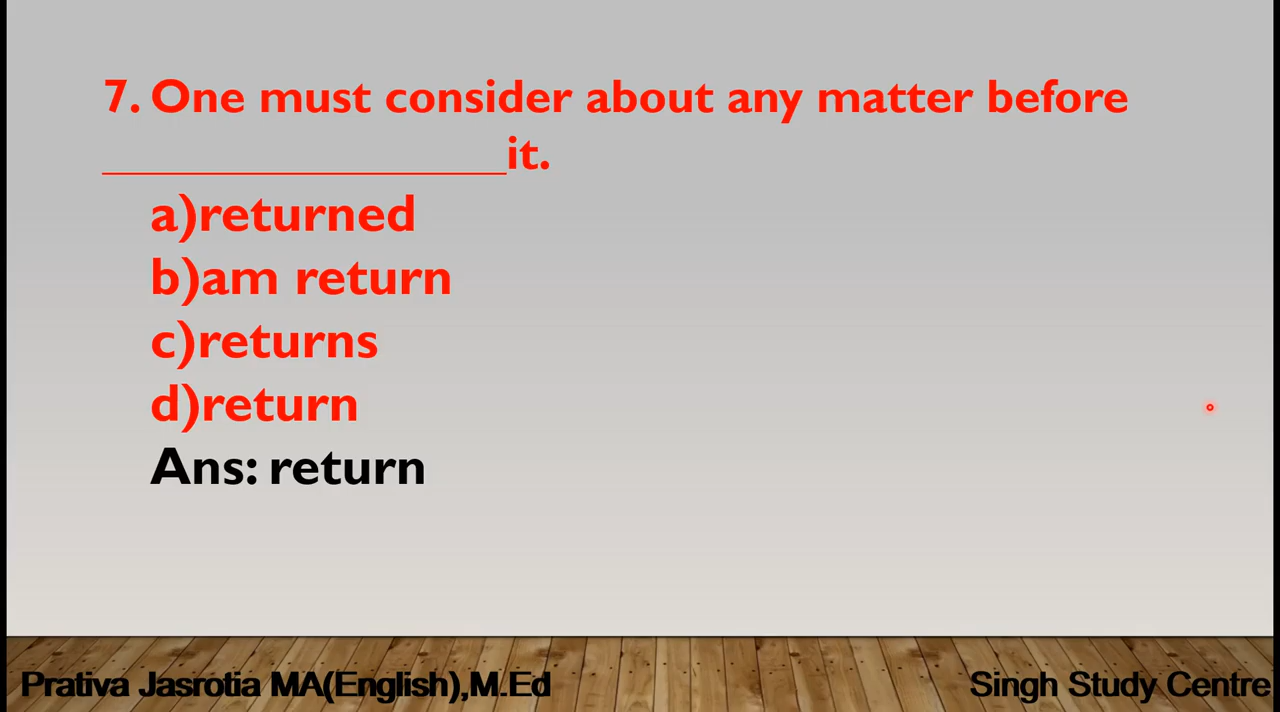 7. One must consider about any matter before
________________it.
a)returned
b)am return
c)returns
d)return
Ans: return
Prativa Jasrotia MA(English),M.Ed
Singh Study Centre